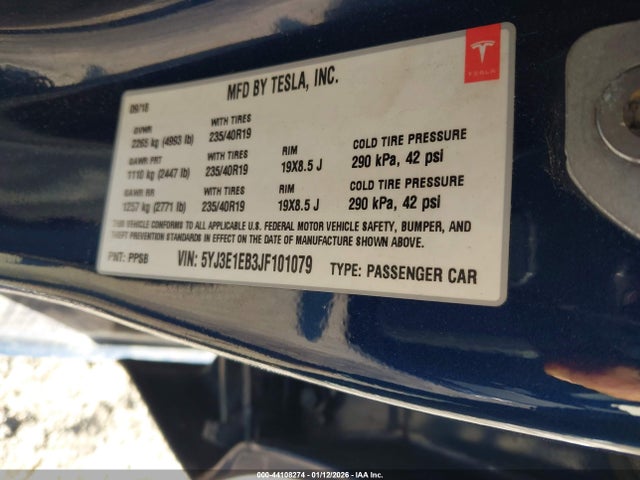 MFD BY TESLA, INC.
TESLA
09/18
GVWR WITH TIRES
2265 kg (4993 lb) 235/40R19
GAWR FRT WITH TIRES RIM COLD TIRE PRESSURE
1110 kg (2447 lb) 235/40R19 19X8.5 J 290 kPa, 42 psi
GAWR RR WITH TIRES RIM COLD TIRE PRESSURE
1257 kg (2771 lb) 235/40R19 19X8.5 J 290 kPa, 42 psi
THIS VEHICLE CONFORMS TO ALL APPLICABLE U.S. FEDERAL MOTOR VEHICLE SAFETY, BUMPER, AND
THEFT PREVENTION STANDARDS IN EFFECT ON THE DATE OF MANUFACTURE SHOWN ABOVE.
PNT: PPSB VIN: 5YJ3E1EB3JF101079 TYPE: PASSENGER CAR
000-44108274 - 01/12/2026 - IAA Inc.